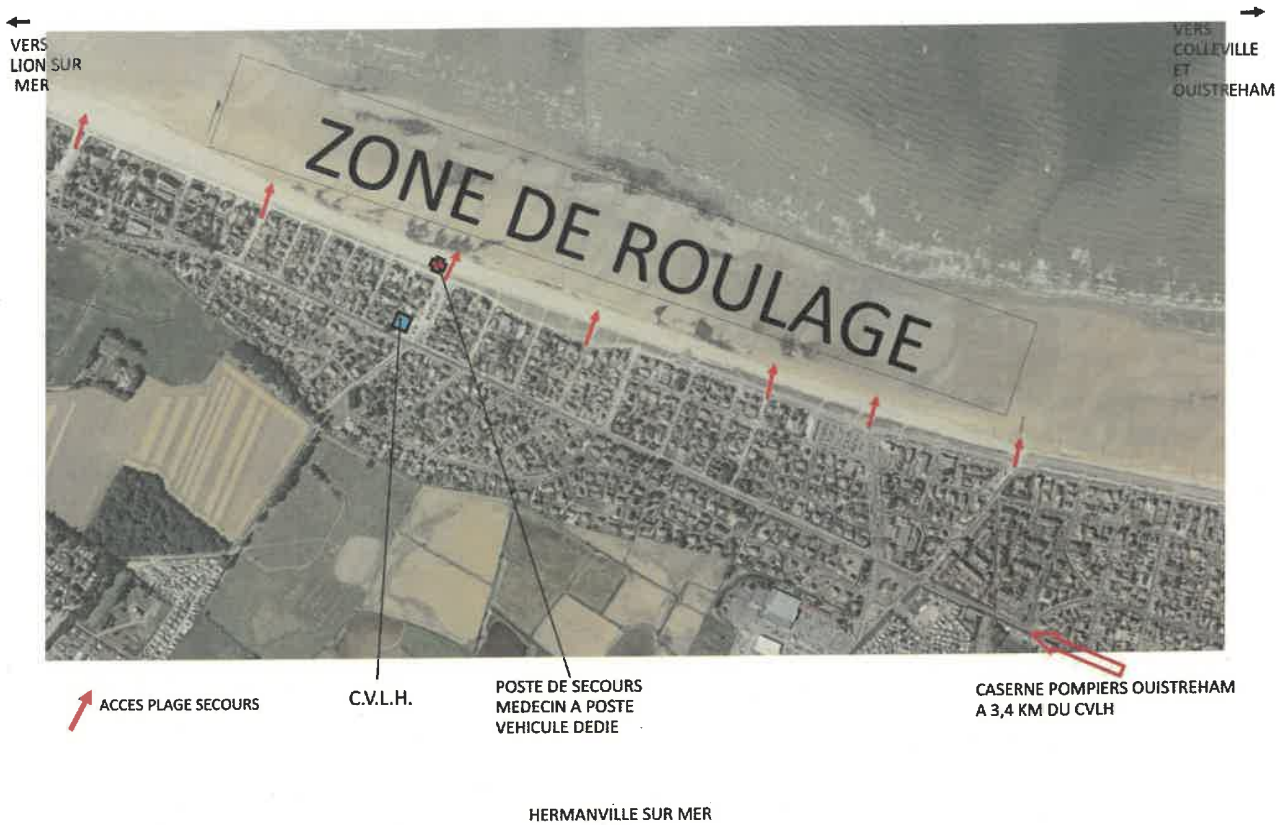 VERS
LION SUR
MER
VERS
COLLEVILLE
ET
OUISTREHAM
ZONE DE ROULAGE
ACCES PLAGE SECOURS
C.V.L.H.
POSTE DE SECOURS
MEDECIN A POSTE
VEHICULE DEDIE
CASERNE POMPIERS OUISTREHAM
A 3,4 KM DU CVLH
HERMANVILLE SUR MER